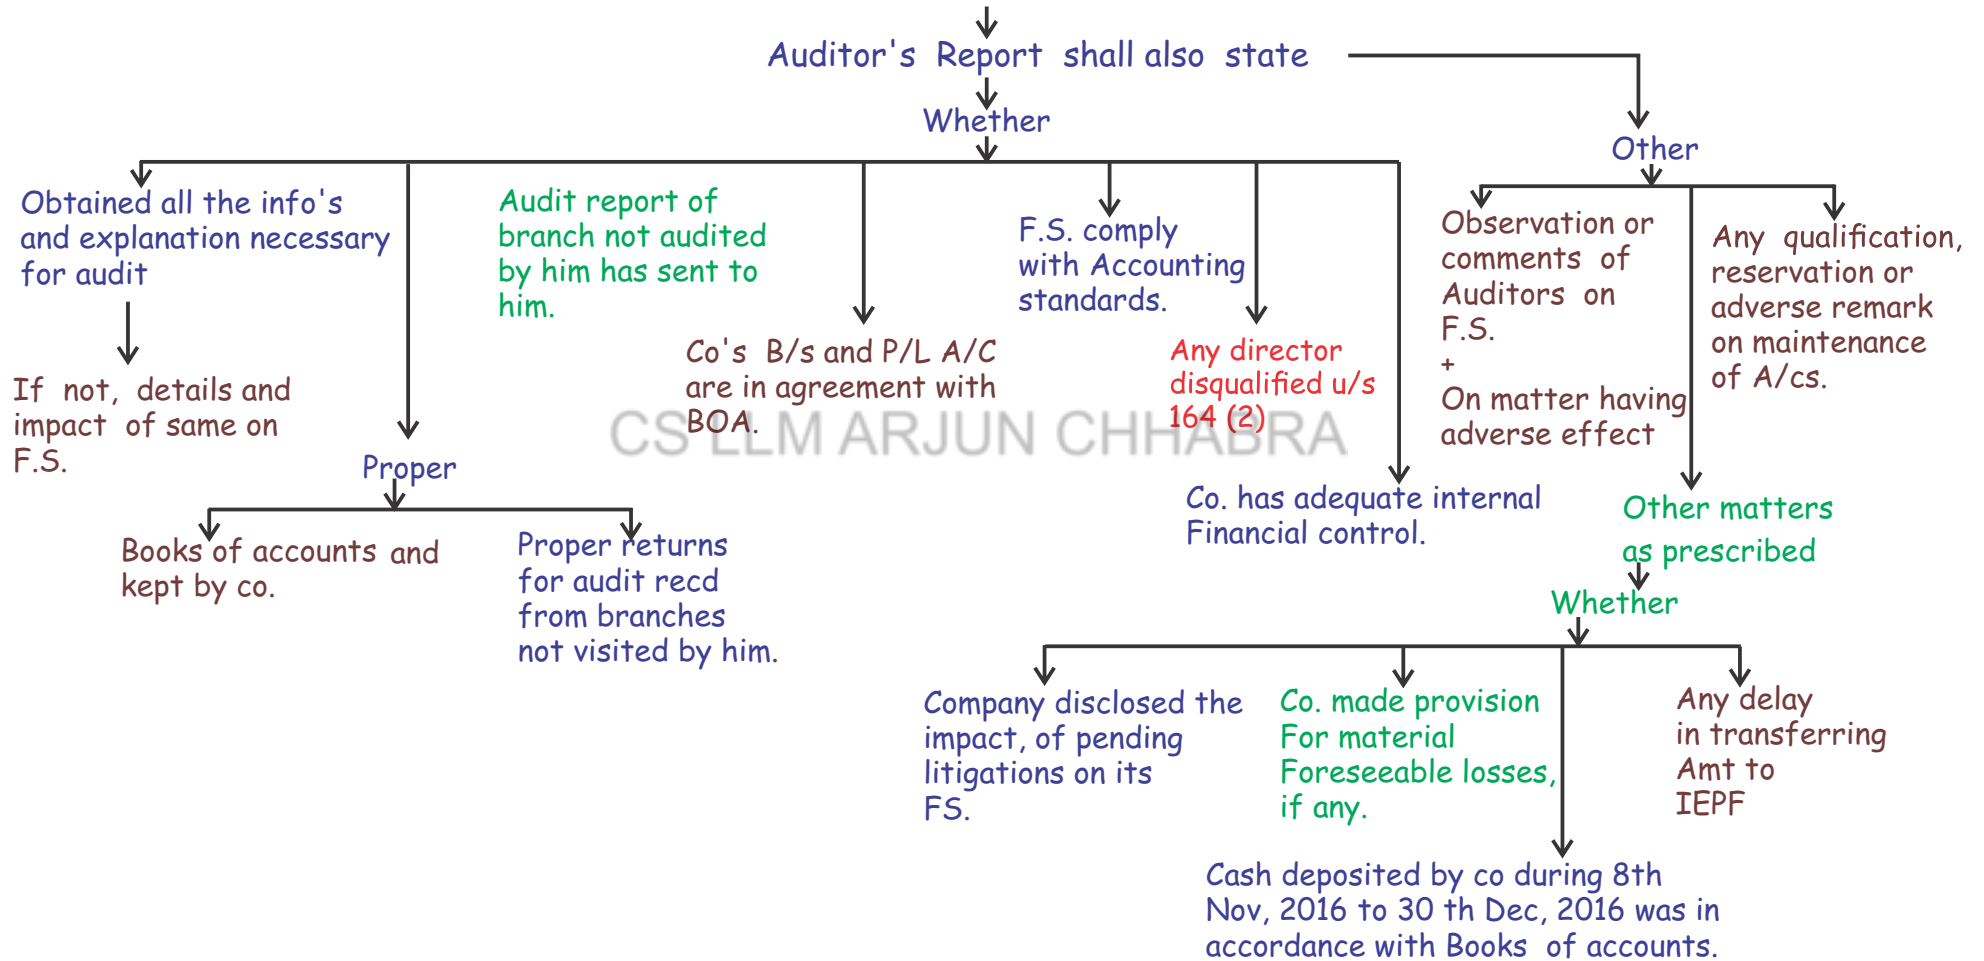 Auditor's Report shall also state
Whether
Other
Obtained all the info's
and explanation necessary
for audit
If not, details and
impact of same on
F.S.
Proper
Books of accounts and
kept by co.
Proper returns
for audit recd
from branches
not visited by him.
Audit report of
branch not audited
by him has sent to
him.
Co's B/s and P/L A/C
are in agreement with
BOA.
F.S. comply
with Accounting
standards.
Any director
disqualified u/s
164 (2)
Co. has adequate internal
Financial control.
Observation or
comments of
Auditors on
F.S.
+
On matter having
adverse effect
Any qualification,
reservation or
adverse remark
on maintenance
of A/cs.
Other matters
as prescribed
Whether
Company disclosed the
impact, of pending
litigations on its
FS.
Co. made provision
For material
Foreseeable losses,
if any.
Cash deposited by co during 8th
Nov, 2016 to 30 th Dec, 2016 was in
accordance with Books of accounts.
Any delay
in transferring
Amt to
IEPF
CS LLM ARJUN CHHABRA